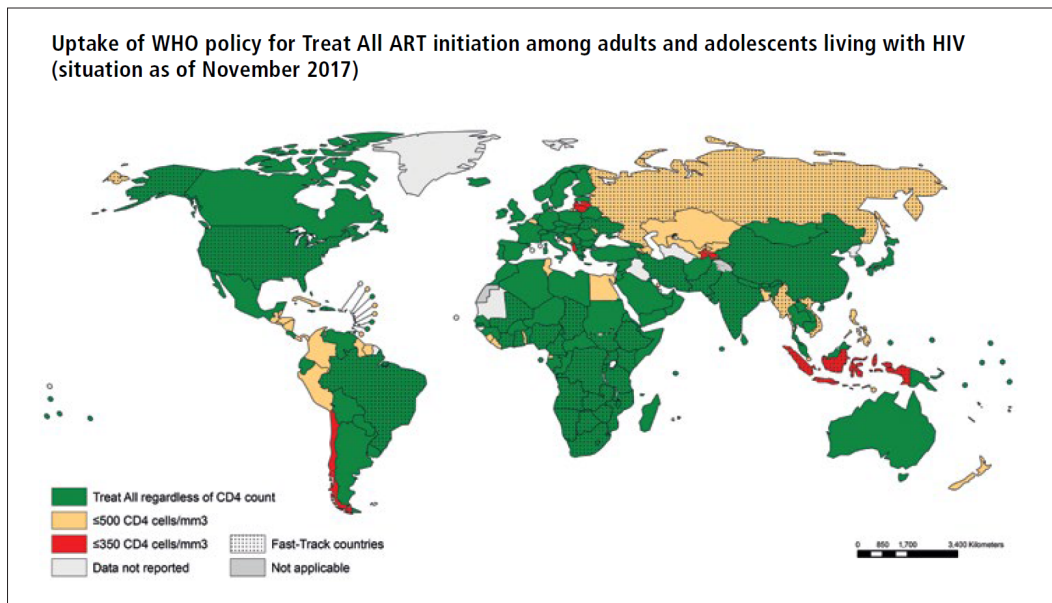 Uptake of WHO policy for Treat All ART initiation among adults and adolescents living with HIV
(situation as of November 2017)
Treat All regardless of CD4 count
≤500 CD4 cells/mm3
≤350 CD4 cells/mm3
Fast-Track countries
Data not reported
Not applicable
0 850 1,700 3,400 Kilometers